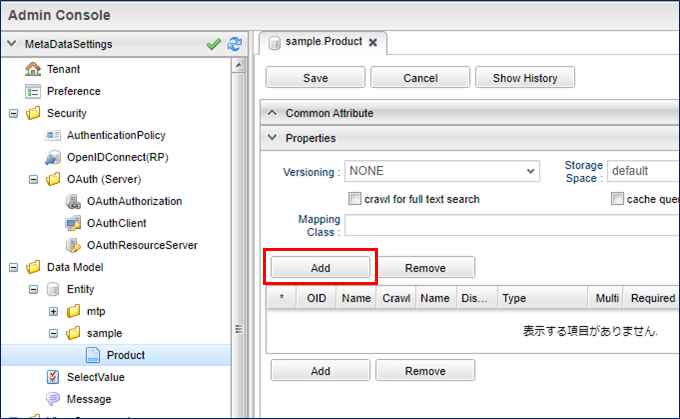 Admin Console
MetaDataSettings
Tenant
Preference
Security
AuthenticationPolicy
OpenIDConnect(RP)
OAuth (Server)
OAuthAuthorization
OAuthClient
OAuthResourceServer
Data Model
Entity
mtp
sample
Product
SelectValue
Message
sample.Product
Save Cancel Show History
Common Attribute
Properties
Versioning : NONE Storage Space : default
crawl for full text search cache quer
Mapping Class :
Add Remove
* OID Name Crawl Name Dis... Type Multi Required
表示する項目がありません.
Add Remove